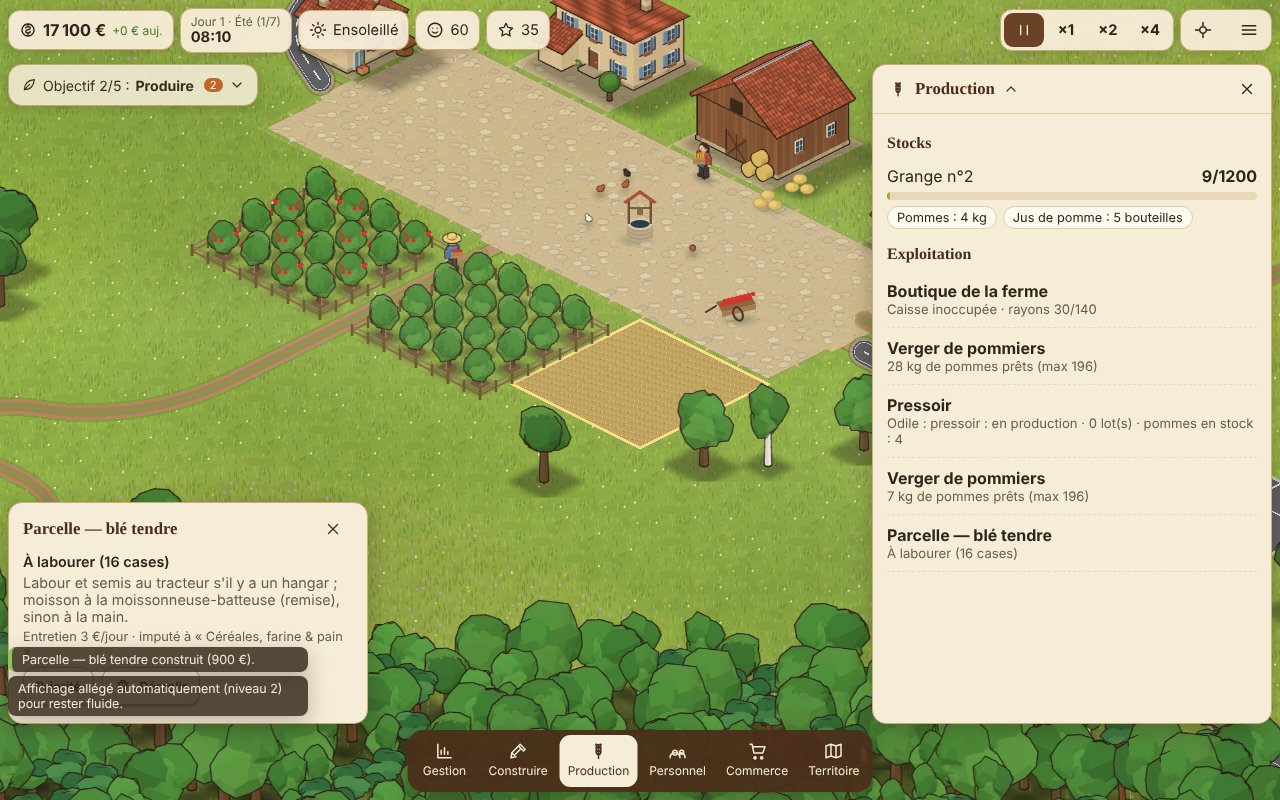 17 100 € +0 € auj.
Jour 1 · Été (1/7)
08:10
Ensoleillé
60
35
×1
×2
×4
Objectif 2/5 : Produire 2
Production
Stocks
Grange n°2 9/1200
Pommes : 4 kg
Jus de pomme : 5 bouteilles
Exploitation
Boutique de la ferme
Caisse inoccupée · rayons 30/140
Verger de pommiers
28 kg de pommes prêts (max 196)
Pressoir
Odile : pressoir : en production · 0 lot(s) · pommes en stock
: 4
Verger de pommiers
7 kg de pommes prêts (max 196)
Parcelle — blé tendre
À labourer (16 cases)
Parcelle — blé tendre
À labourer (16 cases)
Labour et semis au tracteur s'il y a un hangar ;
moisson à la moissonneuse-batteuse (remise),
sinon à la main.
Entretien 3 €/jour · imputé à « Céréales, farine & pain
Parcelle — blé tendre construit (900 €).
Affichage allégé automatiquement (niveau 2)
pour rester fluide.
Gestion
Construire
Production
Personnel
Commerce
Territoire